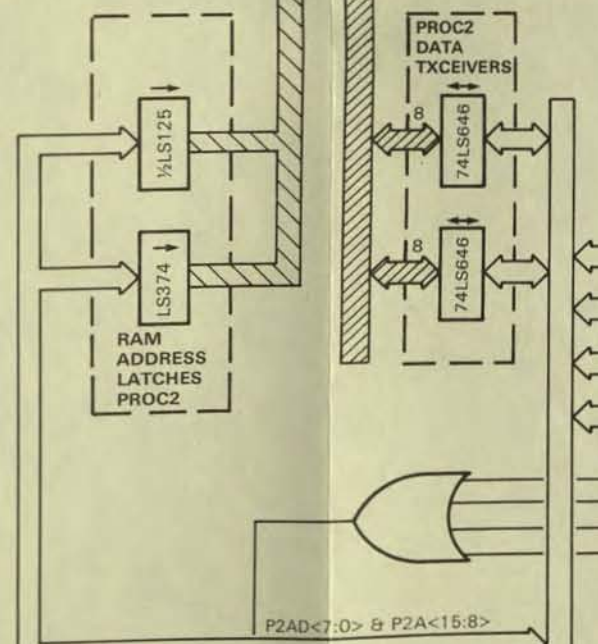 PROC2
DATA
TXCEIVERS
8
½LS125
74LS646
8
LS374
74LS646
RAM
ADDRESS
LATCHES
PROC2
P2AD<7:0> & P2A<15:8>